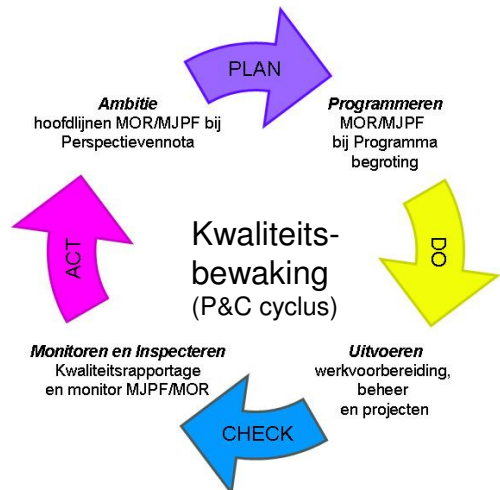 PLAN
Ambitie
hoofdlijnen MOR/MJPF bij
Perspectievennota
Programmeren
MOR/MJPF
bij Programma
begroting
DO
Kwaliteits-
bewaking
(P&C cyclus)
ACT
Monitoren en Inspecteren
Kwaliteitsrapportage
en monitor MJPF/MOR
Uitvoeren
werkvoorbereiding,
beheer
en projecten
CHECK